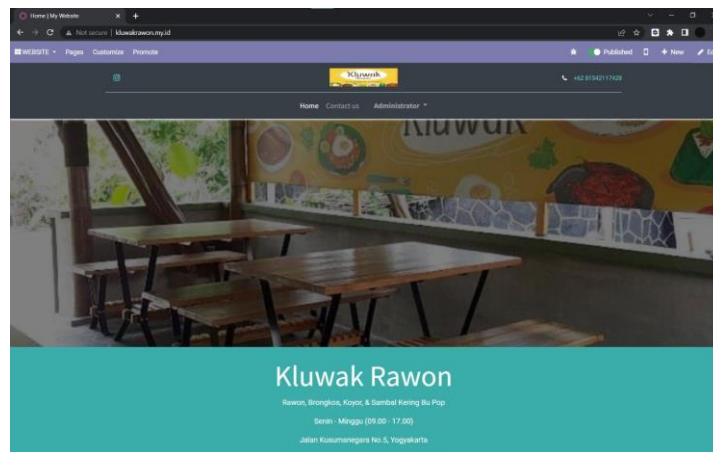 Home | My Website
Not secure | kluwakrawon.my.id
WEBSITE Pages Customize Promote Published + New
Kluwak
+62 81542117428
Home Contact us Administrator
Kluwak
Kluwak Rawon
Rawon, Brongkos, Koyor, & Sambal Kering Bu Pop
Senin - Minggu (09.00 - 17.00)
Jalan Kusumanegara No.5, Yogyakarta